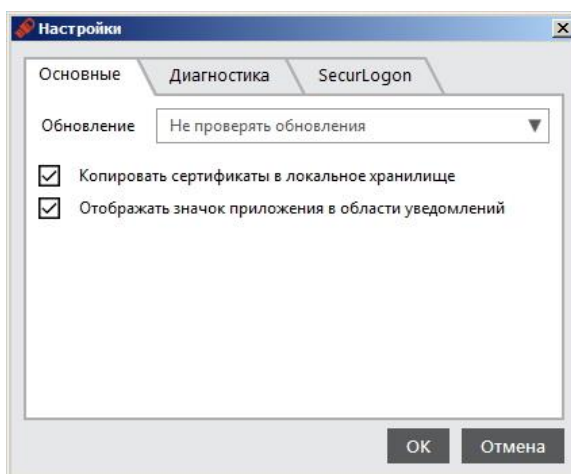 Настройки
Основные Диагностика SecurLogon
Обновление Не проверять обновления
Копировать сертификаты в локальное хранилище
Отображать значок приложения в области уведомлений
OK Отмена